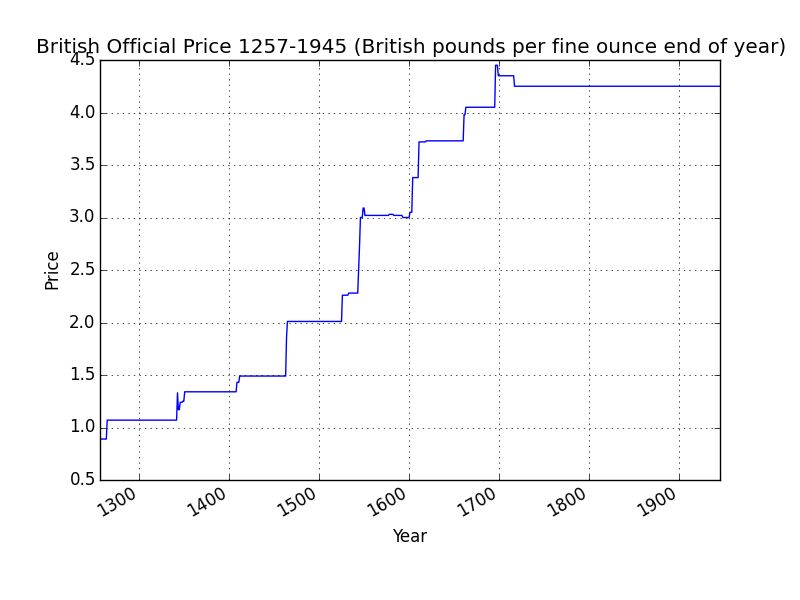 British Official Price 1257-1945 (British pounds per fine ounce end of year)
4.5
4.0
3.5
3.0
2.5
2.0
1.5
1.0
0.5
Price
1300 1400 1500 1600 1700 1800 1900
Year